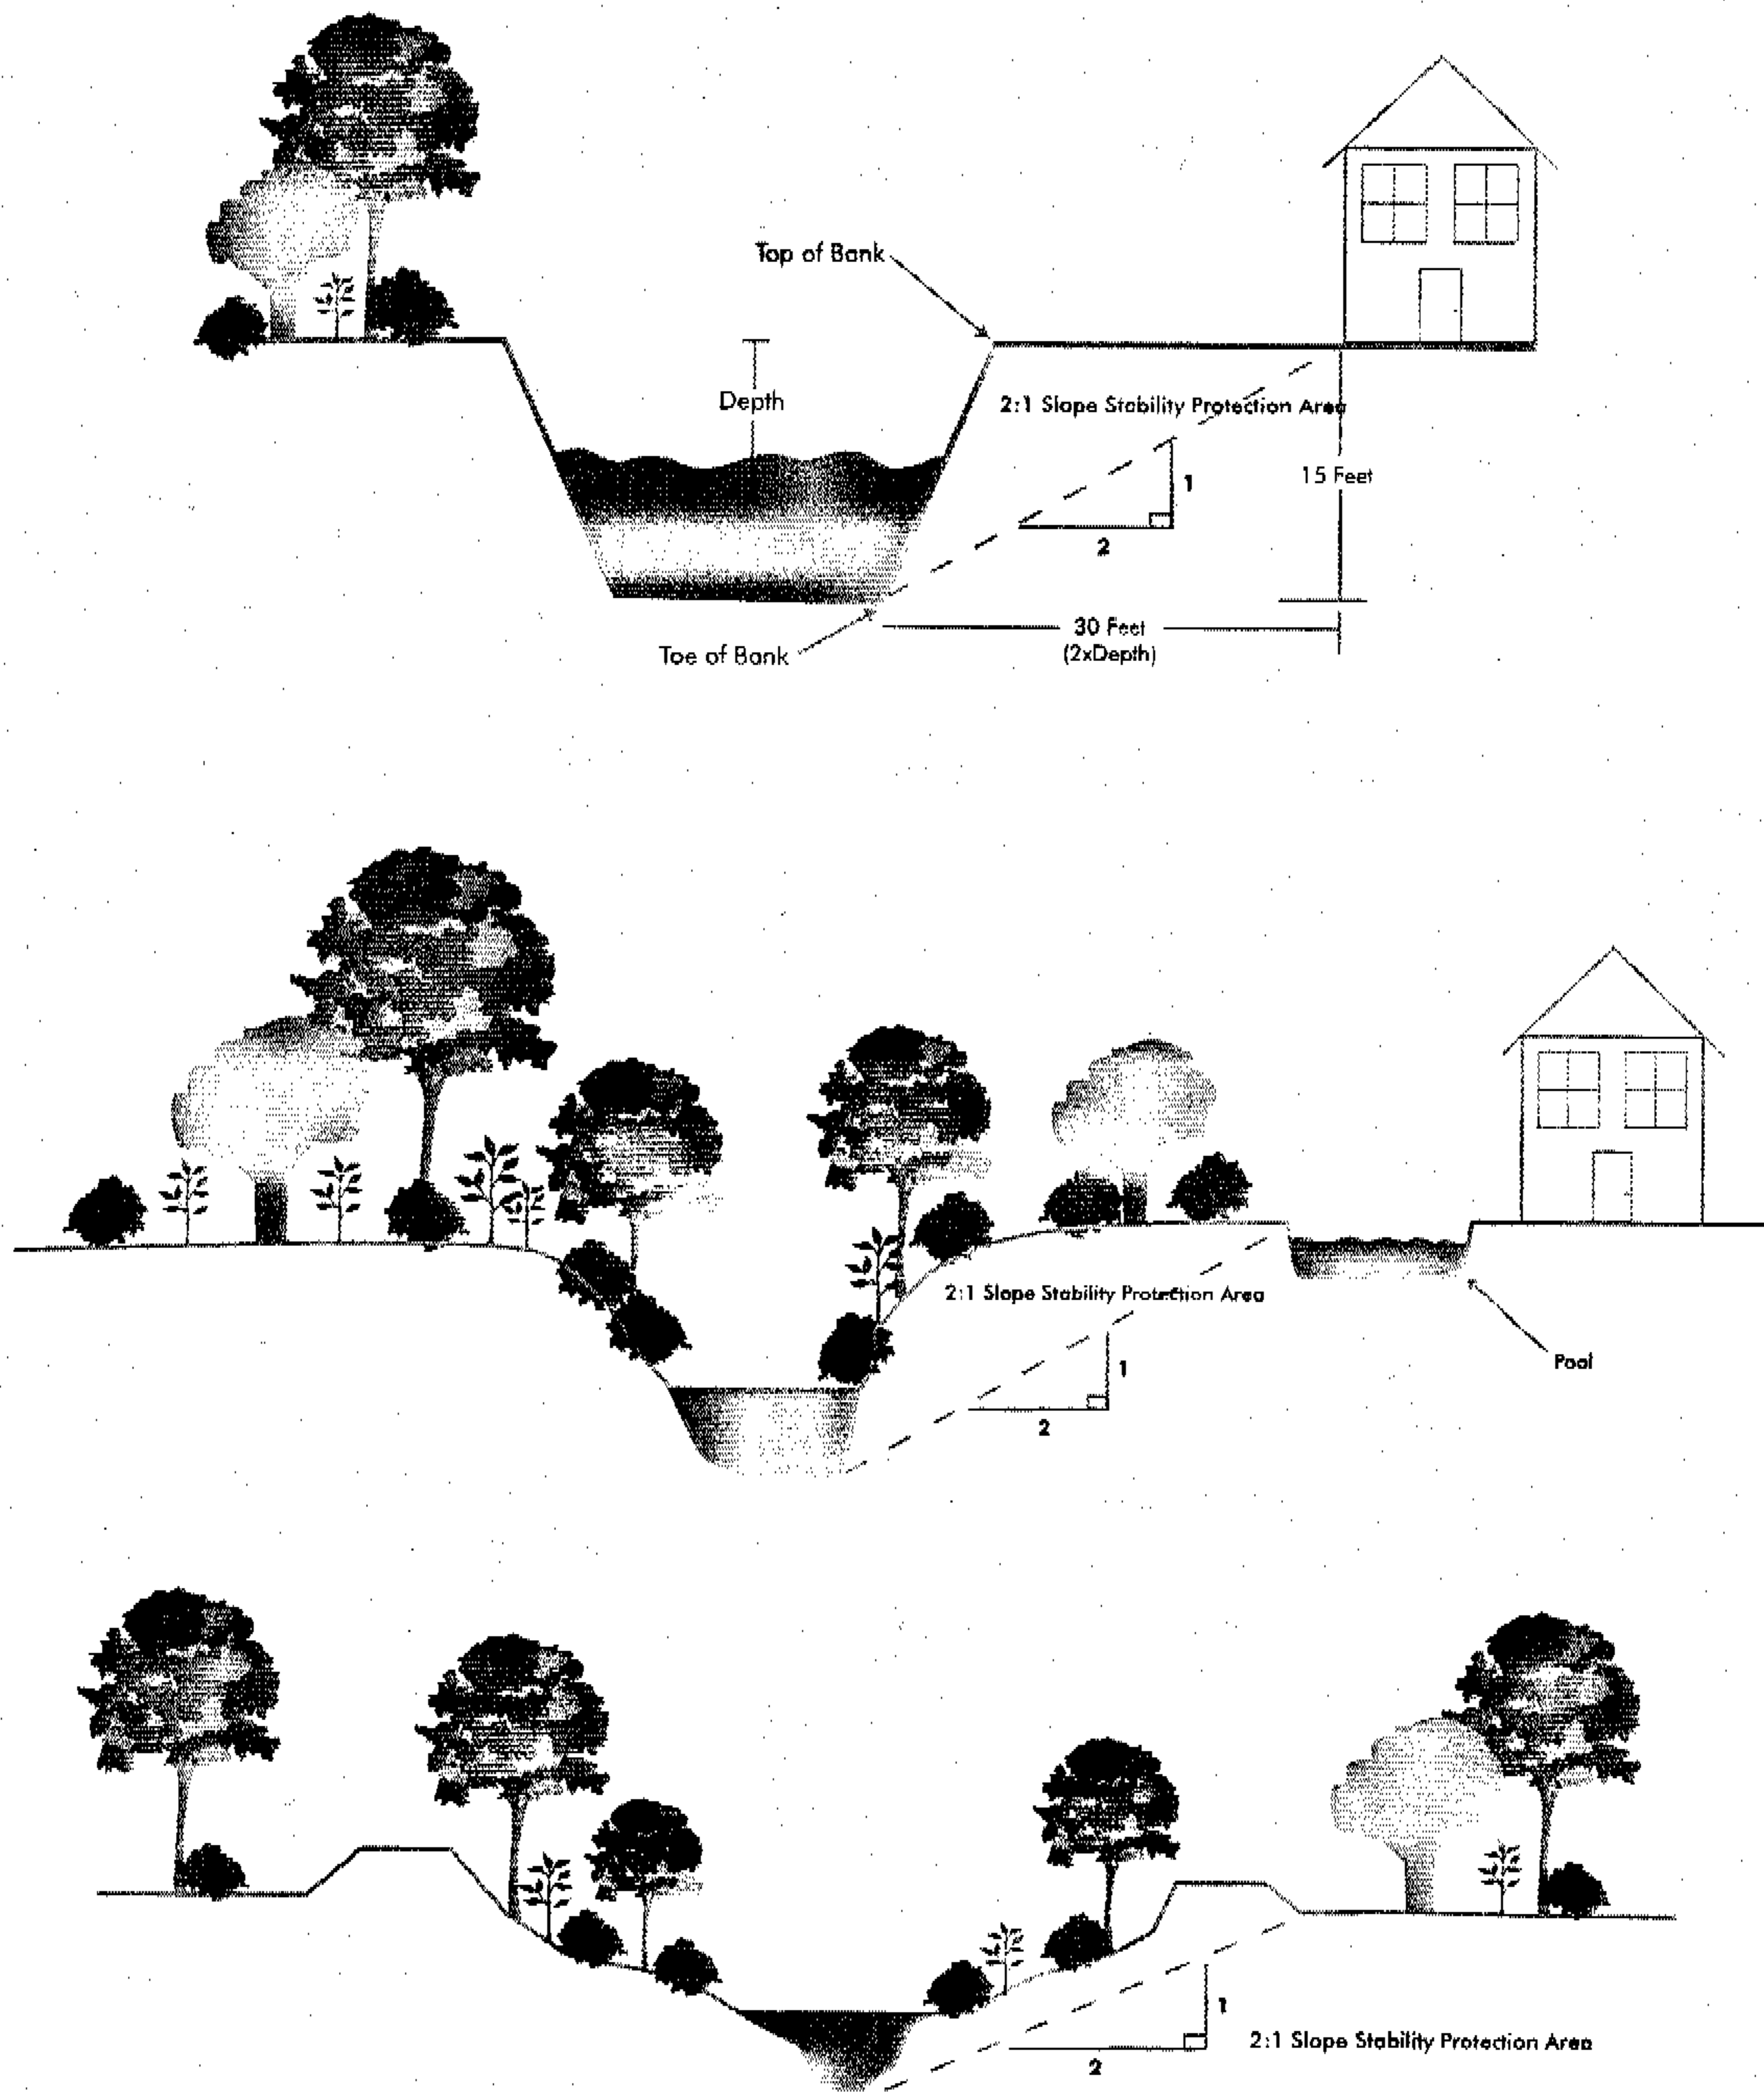 Top of Bank
Depth
2:1 Slope Stability Protection Area
1
15 Feet
2
30 Feet
(2xDepth)
Toe of Bank
2:1 Slope Stability Protection Area
1
Pool
2
1
2:1 Slope Stability Protection Area
2